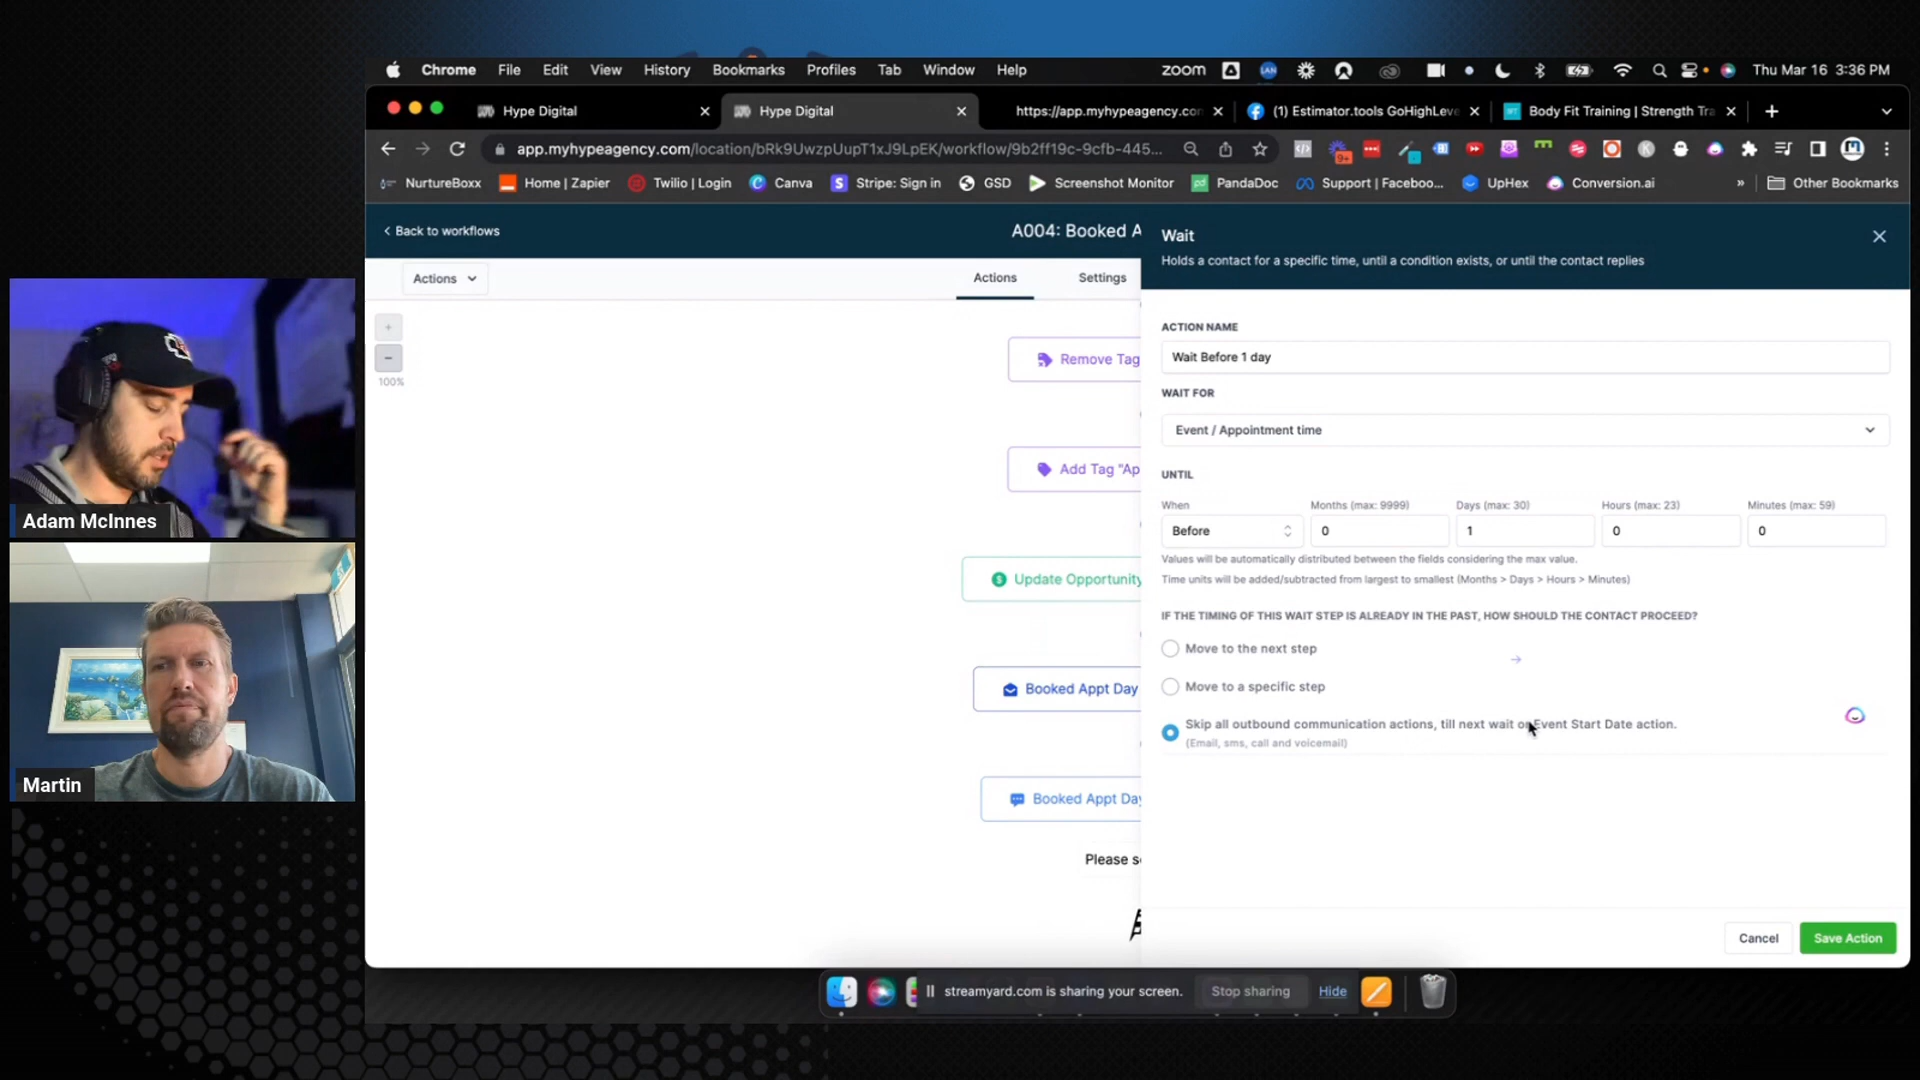 Chrome File Edit View History Bookmarks Profiles Tab Window Help zoom LAN Thu Mar 16 3:36 PM
Hype Digital
Hype Digital
https://app.myhypeagency.con
(1) Estimator.tools GoHighLeve
Body Fit Training | Strength Tra
app.myhypeagency.com/location/bRk9UwzpUupT1xJ9LpEK/workflow/9b2ff19c-9cfb-445...
9+
NurtureBoxx Home | Zapier Twilio | Login Canva Stripe: Sign in GSD Screenshot Monitor PandaDoc Support | Faceboo... UpHex Conversion.ai » Other Bookmarks
Back to workflows
A004: Booked A
Actions
Actions
Settings
100%
Remove Tag
Add Tag "Ap
Update Opportunity
Booked Appt Day
Booked Appt Day
Please s
Wait
Holds a contact for a specific time, until a condition exists, or until the contact replies
ACTION NAME
Wait Before 1 day
WAIT FOR
Event / Appointment time
UNTIL
When Months (max: 9999) Days (max: 30) Hours (max: 23) Minutes (max: 59)
Before 0 1 0 0
Values will be automatically distributed between the fields considering the max value.
Time units will be added/subtracted from largest to smallest (Months > Days > Hours > Minutes)
IF THE TIMING OF THIS WAIT STEP IS ALREADY IN THE PAST, HOW SHOULD THE CONTACT PROCEED?
Move to the next step
Move to a specific step
Skip all outbound communication actions, till next wait or Event Start Date action.
(Email, sms, call and voicemail)
Cancel
Save Action
streamyard.com is sharing your screen. Stop sharing Hide
Adam McInnes
Martin